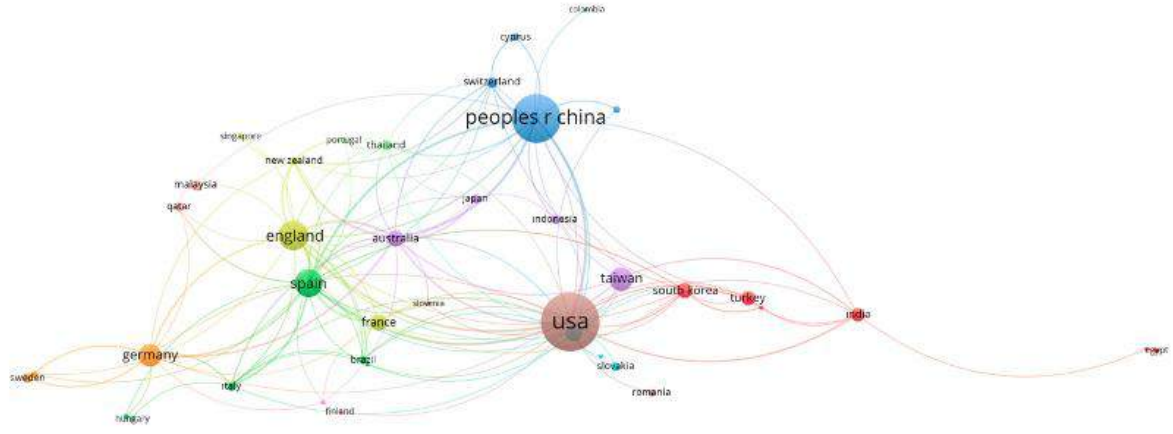 colombia
cyprus
switzerland
peoples r china
singapore
portugal
thailand
new zealand
malaysia
qatar
japan
indonesia
england
australia
taiwan
spain
south korea
turkey
slovenia
india
france
usa
egypt
germany
brazil
slovakia
sweden
italy
romania
finland
hungary